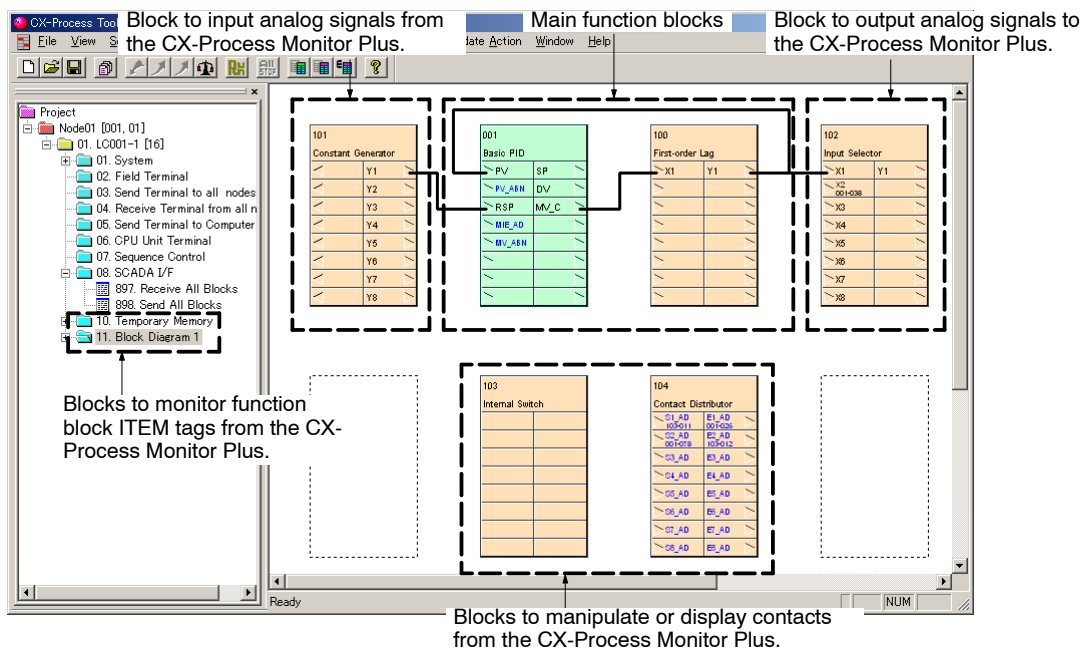 Block to input analog signals from
the CX-Process Monitor Plus.
Main function blocks
Block to output analog signals to
the CX-Process Monitor Plus.
CX-Process Tool
File View Action Window Help
Project
Node01 [001, 01]
01. LC001-1 [16]
01. System
02. Field Terminal
03. Send Terminal to all nodes
04. Receive Terminal from all n
05. Send Terminal to Computer
06. CPU Unit Terminal
07. Sequence Control
08. SCADA I/F
897. Receive All Blocks
898. Send All Blocks
10. Temporary Memory
11. Block Diagram 1
Blocks to monitor function
block ITEM tags from the CX-
Process Monitor Plus.
101
Constant Generator
Y1
Y2
Y3
Y4
Y5
Y6
Y7
Y8
001
Basic PID
PV SP
PV_ABN DV
RSP MV_C
MIE_AD
MV_ABN
100
First-order Lag
X1 Y1
102
Input Selector
X1 Y1
X2
001-038
X3
X4
X5
X6
X7
X8
103
Internal Switch
104
Contact Distributor
S1_AD E1_AD
103-011 001-026
S2_AD E2_AD
001-078 103-012
S3_AD E3_AD
S4_AD E4_AD
S5_AD E5_AD
S6_AD E6_AD
S7_AD E7_AD
S8_AD E8_AD
Ready
NUM
Blocks to manipulate or display contacts
from the CX-Process Monitor Plus.